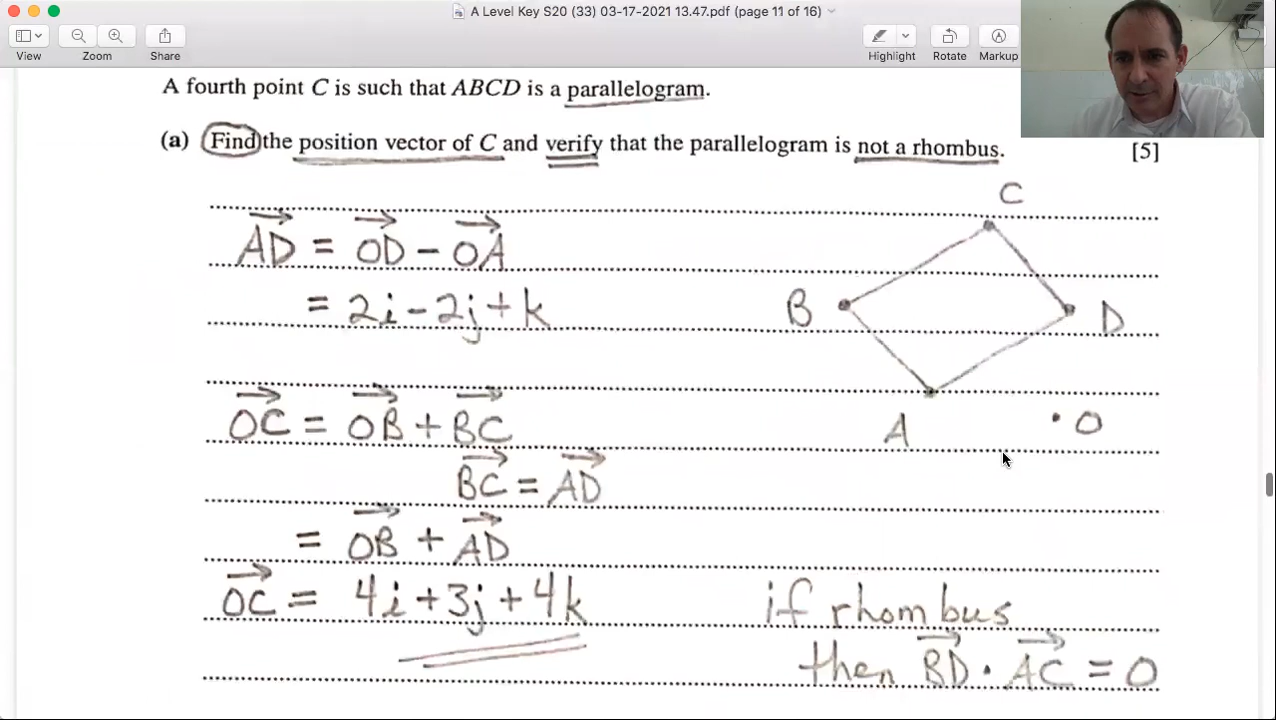 A Level Key S20 (33) 03-17-2021 13.47.pdf (page 11 of 16)
View Zoom Share Highlight Rotate Markup
A fourth point C is such that ABCD is a parallelogram.
(a) Find the position vector of C and verify that the parallelogram is not a rhombus. [5]
C
AD→ = OD→ − OA→
= 2i − 2j + k
B
D
OC→ = OB→ + BC→
A
O
BC→ = AD→
= OB→ + AD→
OC→ = 4i + 3j + 4k
if rhombus
then BD→ · AC→ = 0